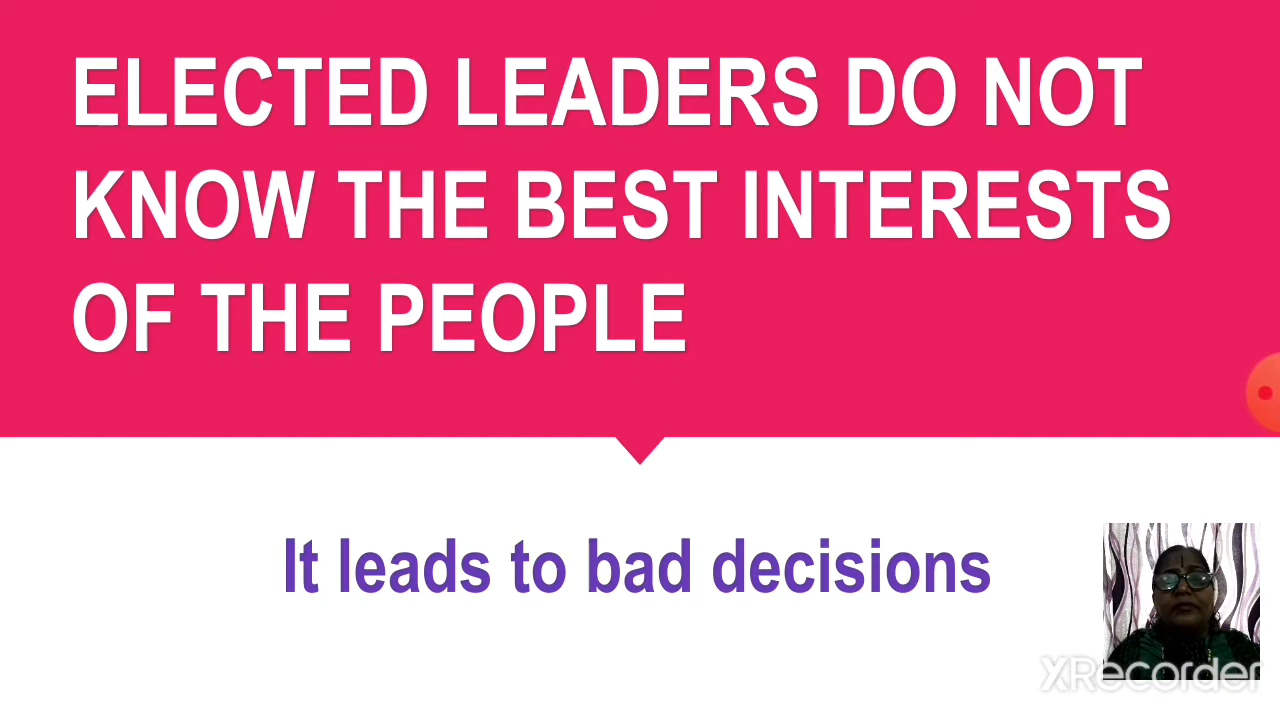 ELECTED LEADERS DO NOT
KNOW THE BEST INTERESTS
OF THE PEOPLE
It leads to bad decisions
XRecorder